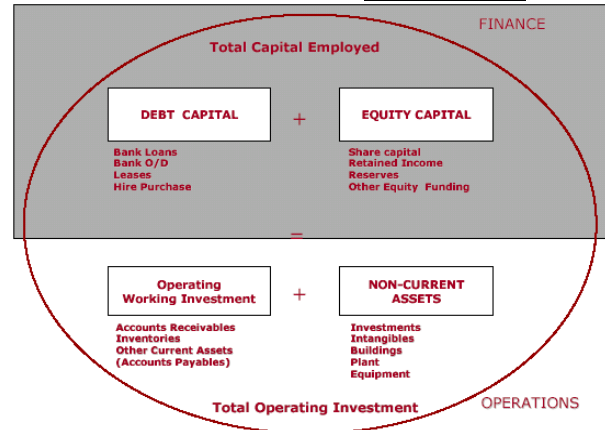 FINANCE
Total Capital Employed
DEBT CAPITAL
+
EQUITY CAPITAL
Bank Loans
Bank O/D
Leases
Hire Purchase
Share capital
Retained Income
Reserves
Other Equity Funding
=
Operating
Working Investment
+
NON-CURRENT
ASSETS
Accounts Receivables
Inventories
Other Current Assets
(Accounts Payables)
Investments
Intangibles
Buildings
Plant
Equipment
Total Operating Investment
OPERATIONS